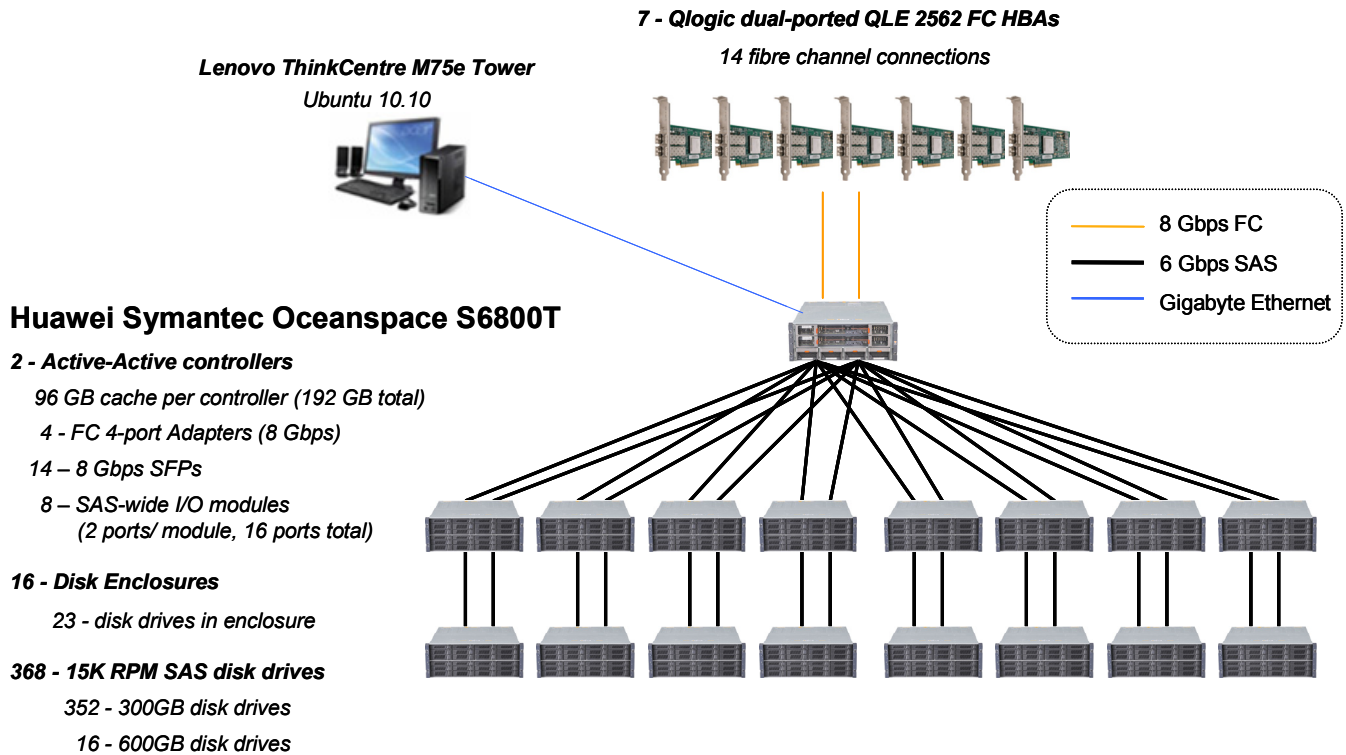 7 - Qlogic dual-ported QLE 2562 FC HBAs
14 fibre channel connections
Lenovo ThinkCentre M75e Tower
Ubuntu 10.10
8 Gbps FC
6 Gbps SAS
Gigabyte Ethernet
Huawei Symantec Oceanspace S6800T
2 - Active-Active controllers
96 GB cache per controller (192 GB total)
4 - FC 4-port Adapters (8 Gbps)
14 – 8 Gbps SFPs
8 – SAS-wide I/O modules
(2 ports/ module, 16 ports total)
16 - Disk Enclosures
23 - disk drives in enclosure
368 - 15K RPM SAS disk drives
352 - 300GB disk drives
16 - 600GB disk drives